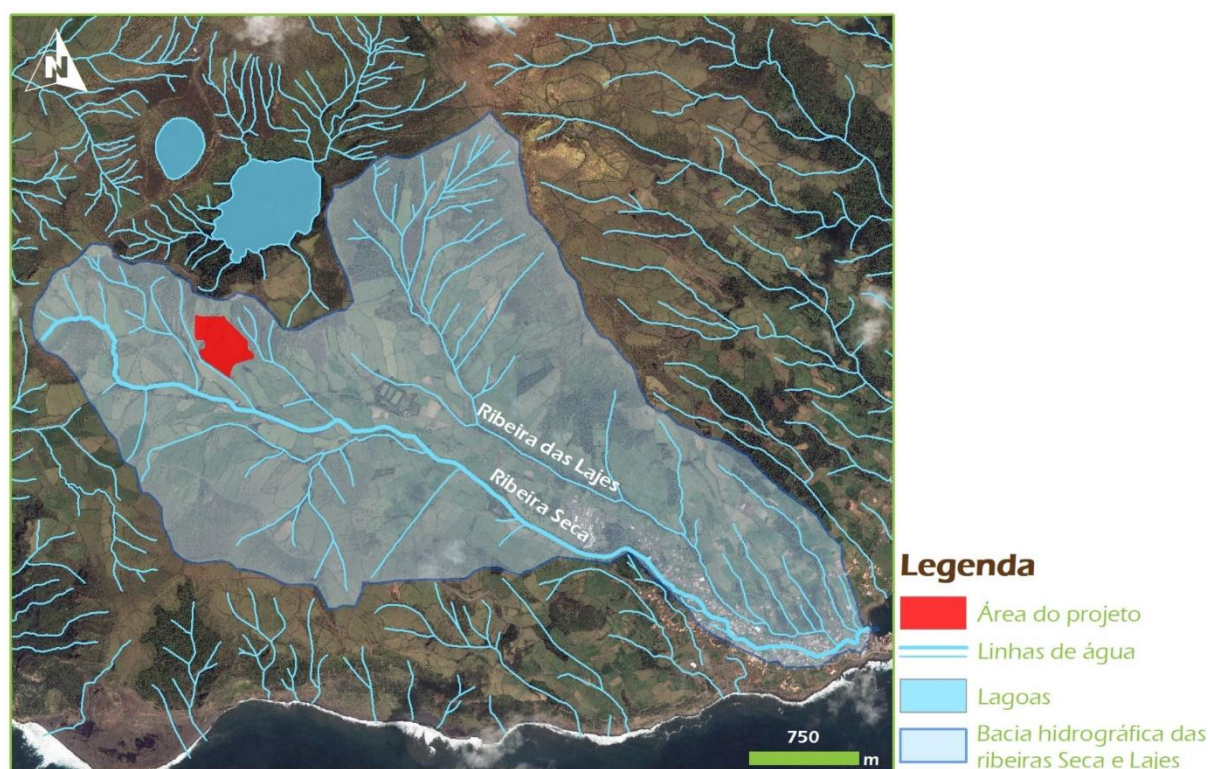 N
Ribeira das Lajes
Ribeira Seca
750
m
Legenda
Área do projeto
Linhas de água
Lagoas
Bacia hidrográfica das
ribeiras Seca e Lajes